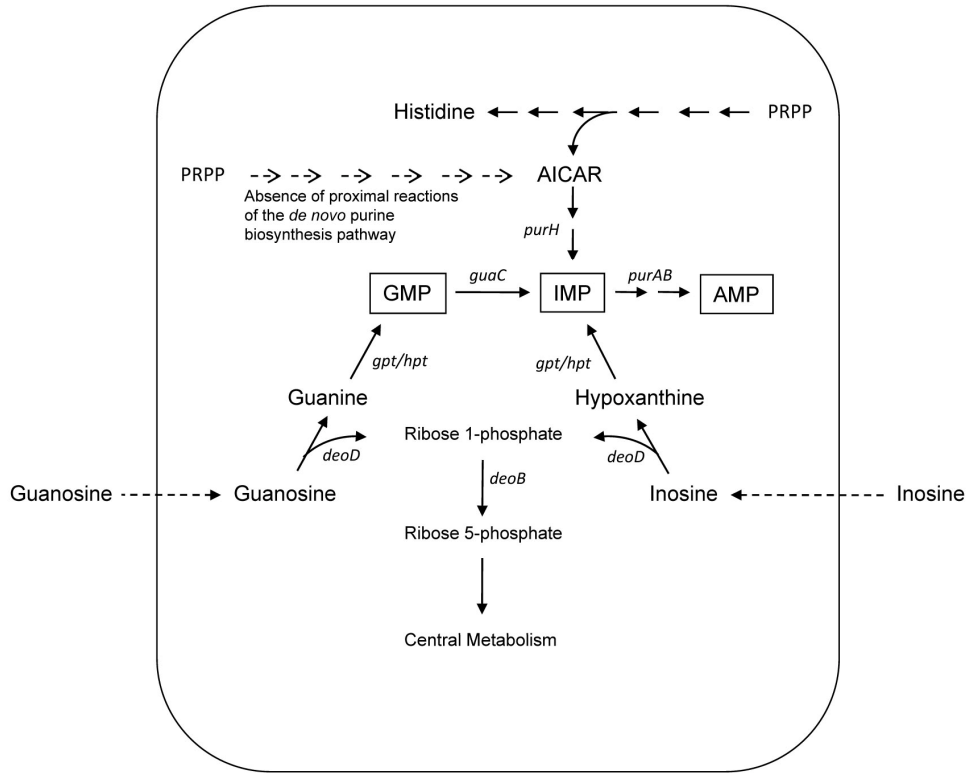 Histidine
PRPP
PRPP
AICAR
Absence of proximal reactions
of the de novo purine
biosynthesis pathway
purH
GMP
guaC
IMP
purAB
AMP
gpt/hpt
gpt/hpt
Guanine
Hypoxanthine
Ribose 1-phosphate
deoD
deoD
deoB
Guanosine
Guanosine
Inosine
Inosine
Ribose 5-phosphate
Central Metabolism